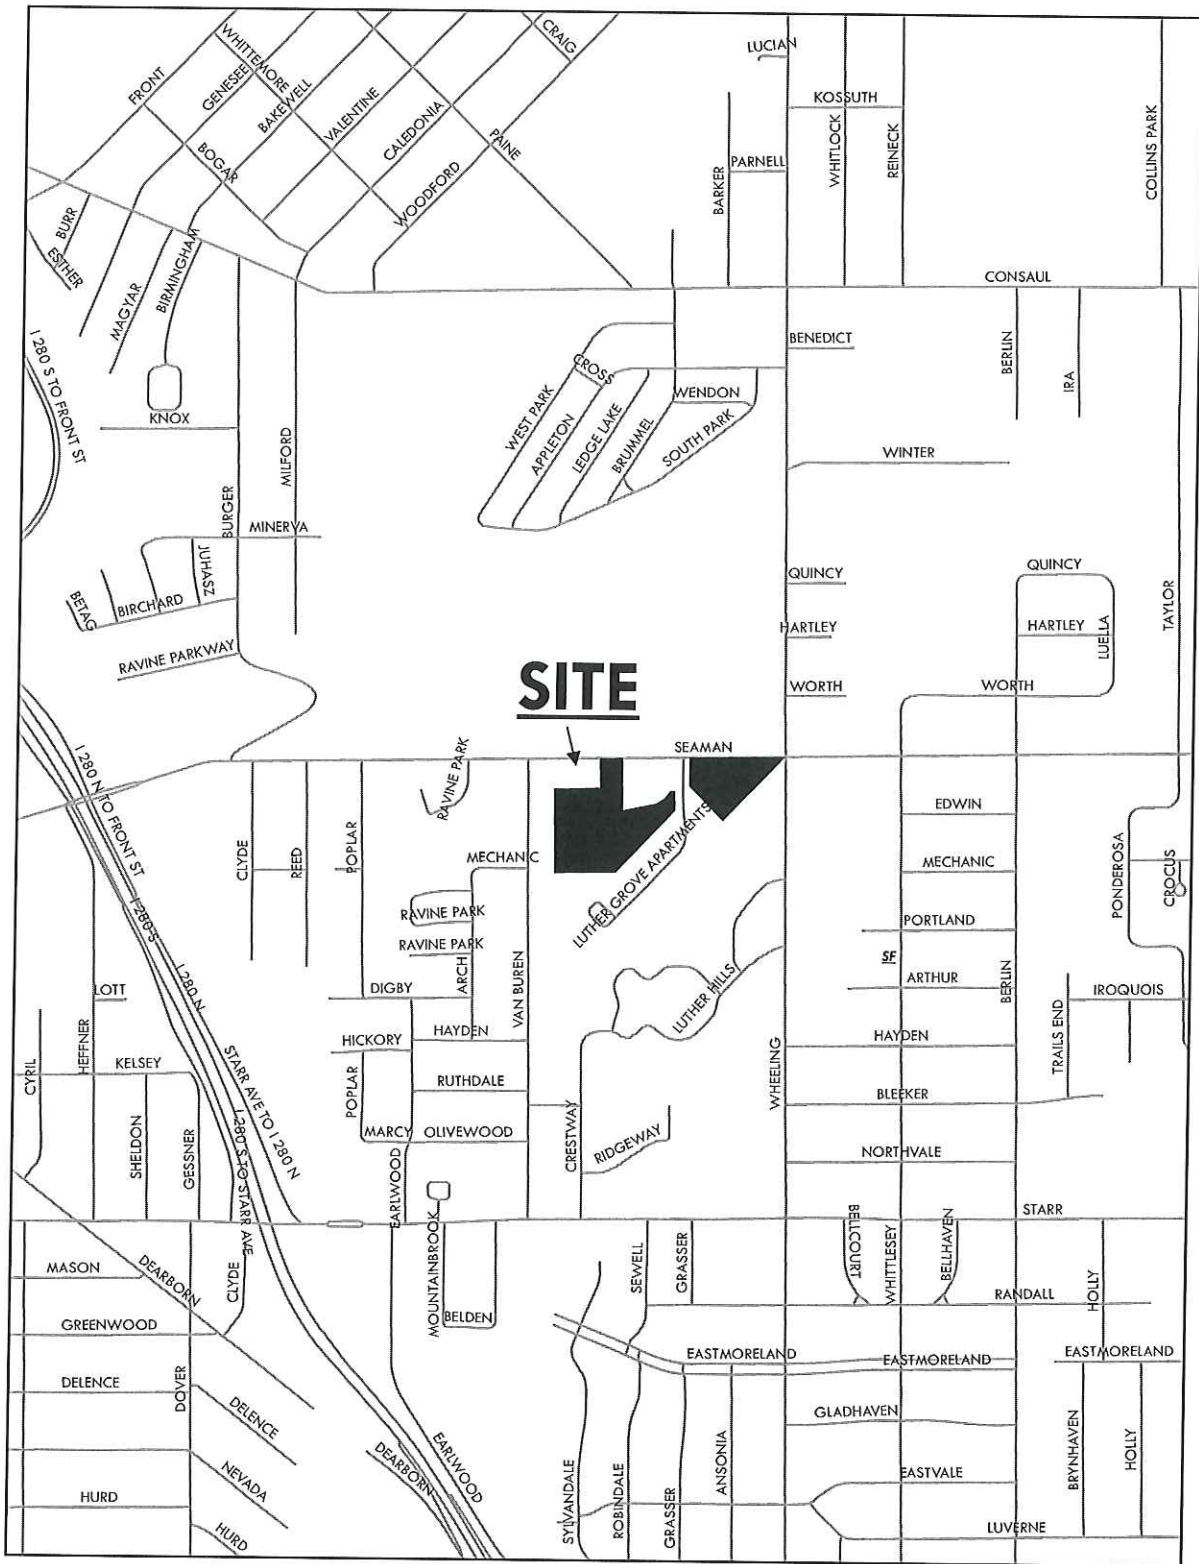 CRAIG
LUCIAN
WHITTEMORE
FRONT
GENESEE
BAKEWELL
VALENTINE
CALEDONIA
PAINE
BOGAR
WOODFORD
KOSSUTH
PARNELL
BARKER
WHITLOCK
REINECK
COLLINS PARK
BURR
ESTHER
MAGYAR
BIRMINGHAM
CONSAUL
I 280 S TO FRONT ST
BENEDICT
BERLIN
IRA
CROSS
WEST PARK
APPLETON
LEDGE LAKE
BRUMMEL
WENDON
SOUTH PARK
KNOX
MILFORD
BURGER
MINERVA
WINTER
JUHASZ
BETAG
BIRCHARD
RAVINE PARKWAY
QUINCY
QUINCY
HARTLEY
HARTLEY
LUELLA
TAYLOR
WORTH
WORTH
SITE
SEAMAN
I 280 N TO FRONT ST
RAVINE PARK
CLYDE
REED
POPLAR
MECHANIC
LUTHER GROVE APARTMENTS
EDWIN
MECHANIC
PONDEROSA
CROCUS
RAVINE PARK
RAVINE PARK
PORTLAND
SF
I 280 S
I 280 N
LOTT
DIGBY
ARCH
VAN BUREN
LUTHER HILLS
ARTHUR
BERLIN
IROQUOIS
TRAILS END
HEFFNER
CYRIL
KELSEY
HICKORY
HAYDEN
WHEELING
HAYDEN
STARR AVE TO I 280 N
RUTHDALE
BLEEKER
POPLAR
SHELDON
GESSNER
MARCY
OLIVEWOOD
CRESTWAY
RIDGEWAY
NORTHVALE
I 280 S TO STARR AVE
EARLWOOD
STARR
MOUNTAINBROOK
BELDEN
SEWELL
GRASSER
BELLCOURT
WHITTLESEY
BELLHAVEN
RANDALL
HOLLY
MASON
DEARBORN
CLYDE
GREENWOOD
EASTMORELAND
EASTMORELAND
EASTMORELAND
DELENCE
DOVER
DELENCE
GLADHAVEN
ANSONIA
BRYNHAVEN
HOLLY
NEVADA
DEARBORN
EARLWOOD
SYLVANDALE
ROBINDALE
GRASSER
EASTVALE
HURD
HURD
LUVERNE